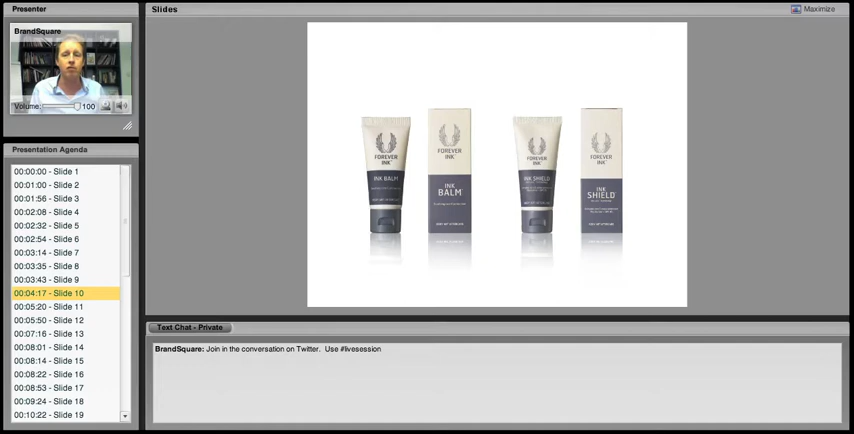 Presenter
BrandSquare
Volume:
100
Presentation Agenda
00:00:00 - Slide 1
00:01:00 - Slide 2
00:01:56 - Slide 3
00:02:08 - Slide 4
00:02:32 - Slide 5
00:02:54 - Slide 6
00:03:14 - Slide 7
00:03:35 - Slide 8
00:03:43 - Slide 9
00:04:17 - Slide 10
00:05:20 - Slide 11
00:05:50 - Slide 12
00:07:16 - Slide 13
00:08:01 - Slide 14
00:08:14 - Slide 15
00:08:22 - Slide 16
00:08:53 - Slide 17
00:09:24 - Slide 18
00:10:22 - Slide 19
Slides
Maximize
FOREVER
INK
INK BALM
FOREVER
INK
INK
BALM
FOREVER
INK
INK SHIELD
FOREVER
INK
INK
SHIELD
Text Chat - Private
BrandSquare: Join in the conversation on Twitter. Use #livesession